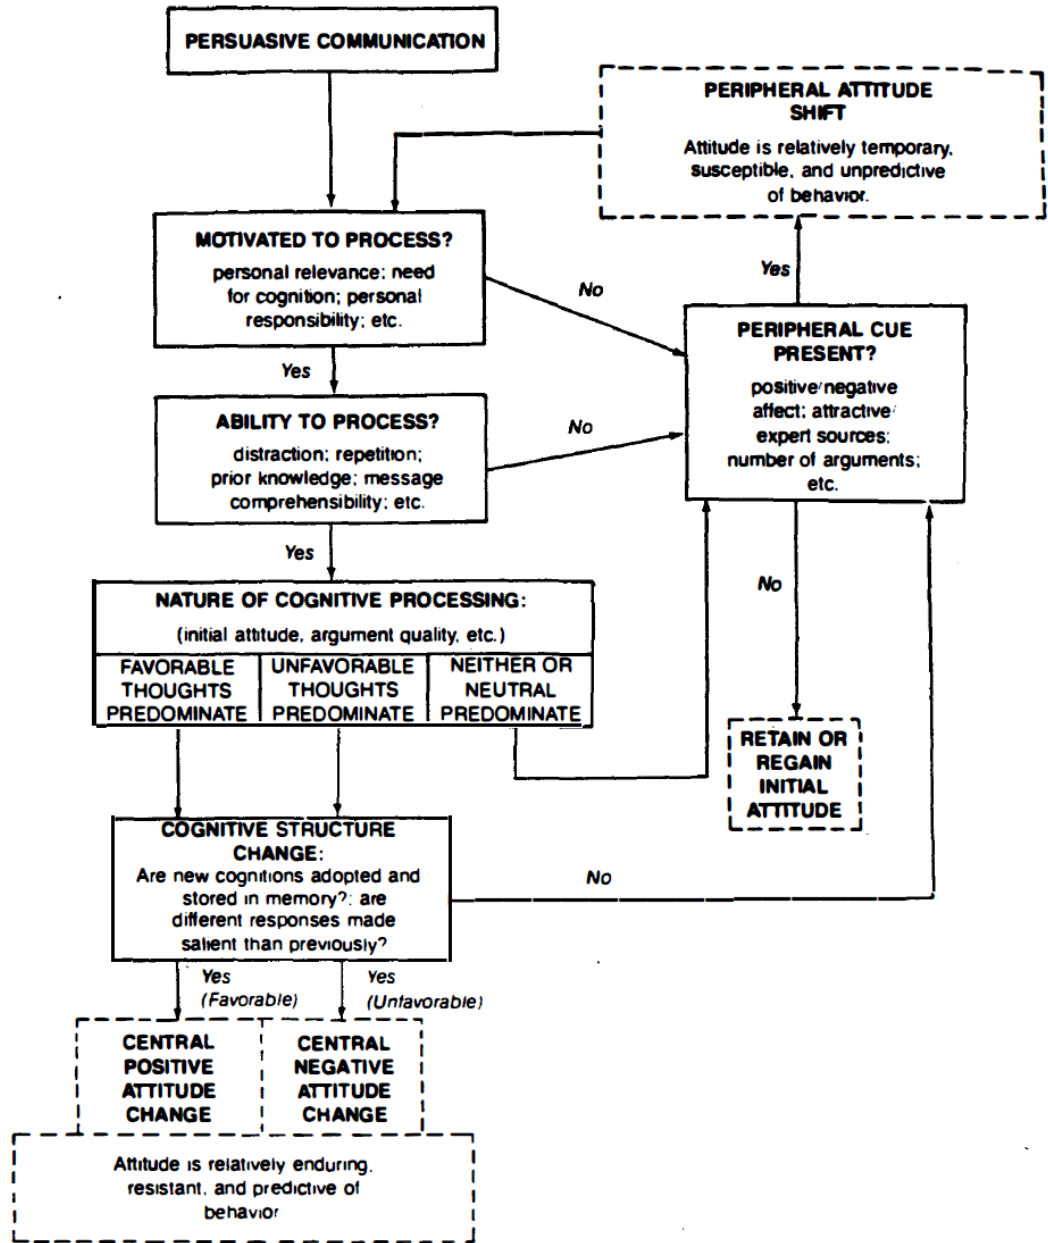 PERSUASIVE COMMUNICATION
PERIPHERAL ATTITUDE
SHIFT
Attitude is relatively temporary,
susceptible, and unpredictive
of behavior.
MOTIVATED TO PROCESS?
personal relevance; need
for cognition; personal
responsibility; etc.
No
Yes
PERIPHERAL CUE
PRESENT?
positive/negative
affect; attractive/
expert sources;
number of arguments;
etc.
Yes
ABILITY TO PROCESS?
distraction; repetition;
prior knowledge; message
comprehensibility; etc.
No
Yes
No
NATURE OF COGNITIVE PROCESSING:
(initial attitude, argument quality, etc.)
FAVORABLE
THOUGHTS
PREDOMINATE
UNFAVORABLE
THOUGHTS
PREDOMINATE
NEITHER OR
NEUTRAL
PREDOMINATE
RETAIN OR
REGAIN
INITIAL
ATTITUDE
COGNITIVE STRUCTURE
CHANGE:
Are new cognitions adopted and
stored in memory?; are
different responses made
salient than previously?
No
Yes
(Favorable)
Yes
(Unfavorable)
CENTRAL
POSITIVE
ATTITUDE
CHANGE
CENTRAL
NEGATIVE
ATTITUDE
CHANGE
Attitude is relatively enduring,
resistant, and predictive of
behavior